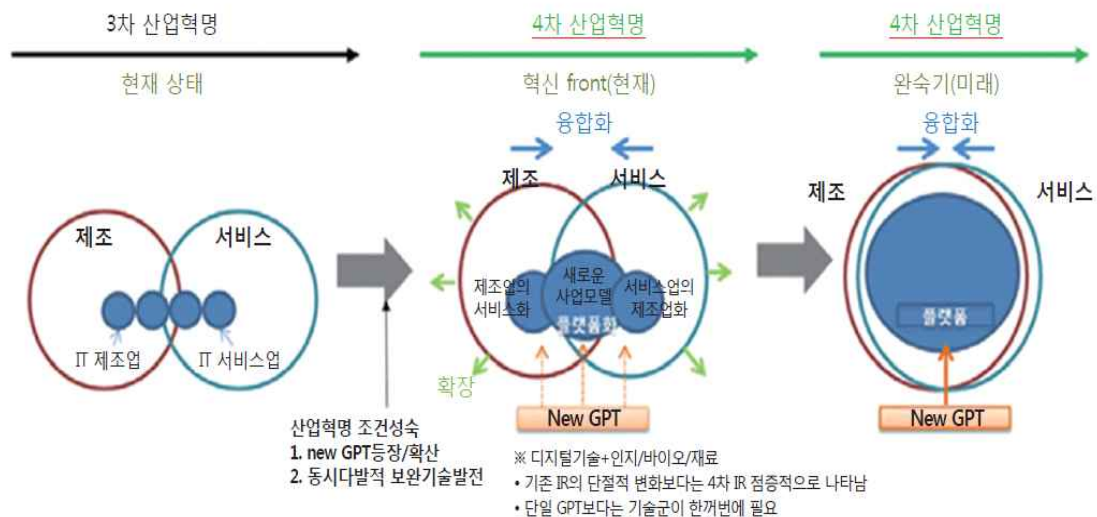 3차 산업혁명
4차 산업혁명
4차 산업혁명
현재 상태
혁신 front(현재)
완숙기(미래)
융합화
융합화
제조
서비스
제조
서비스
제조
서비스
IT 제조업
IT 서비스업
제조업의
서비스화
새로운
사업모델
플랫폼화
서비스업의
제조업화
플랫폼
확장
New GPT
New GPT
산업혁명 조건성숙
1. new GPT등장/확산
2. 동시다발적 보완기술발전
※ 디지털기술+인지/바이오/재료
• 기존 IR의 단절적 변화보다는 4차 IR 점증적으로 나타남
• 단일 GPT보다는 기술군이 한꺼번에 필요